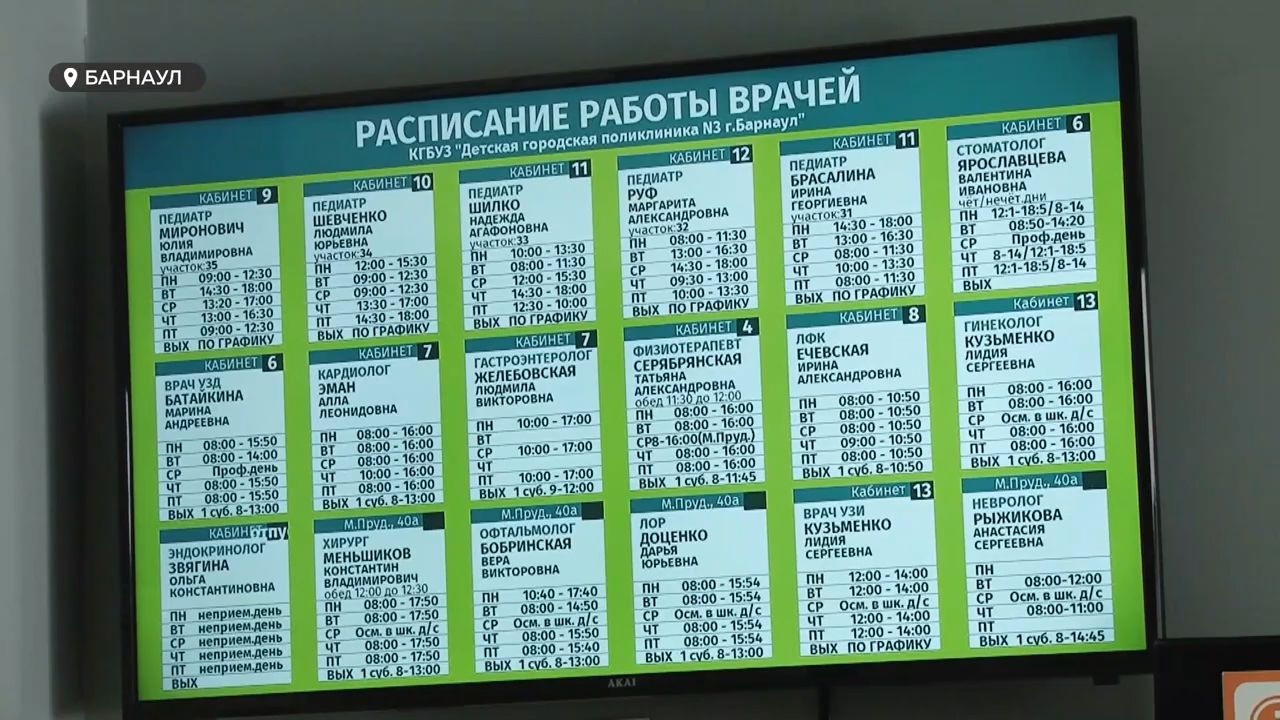 БАРНАУЛ
РАСПИСАНИЕ РАБОТЫ ВРАЧЕЙ
КГБУЗ "Детская городская поликлиника N3 г.Барнаул"
КАБИНЕТ 9
ПЕДИАТР
МИРОНОВИЧ
ЮЛИЯ
ВЛАДИМИРОВНА
участок:35
ПН 09:00 - 12:30
ВТ 14:30 - 18:00
СР 13:20 - 17:00
ЧТ 13:00 - 16:30
ПТ 09:00 - 12:30
ВЫХ ПО ГРАФИКУ
КАБИНЕТ 10
ПЕДИАТР
ШЕВЧЕНКО
ЛЮДМИЛА
ЮРЬЕВНА
участок:34
ПН 12:00 - 15:30
ВТ 09:00 - 12:30
СР 09:00 - 12:30
ЧТ 13:30 - 17:00
ПТ 14:30 - 18:00
ВЫХ ПО ГРАФИКУ
КАБИНЕТ 11
ПЕДИАТР
ШИЛКО
НАДЕЖДА
АГАФОНОВНА
участок:33
ПН 10:00 - 13:30
ВТ 08:00 - 11:30
СР 12:00 - 15:30
ЧТ 14:30 - 18:00
ПТ 12:30 - 10:00
ВЫХ ПО ГРАФИКУ
КАБИНЕТ 12
ПЕДИАТР
РУФ
МАРГАРИТА
АЛЕКСАНДРОВНА
участок:32
ПН 08:00 - 11:30
ВТ 13:00 - 16:30
СР 14:30 - 18:00
ЧТ 09:30 - 13:00
ПТ 10:00 - 13:30
ВЫХ ПО ГРАФИКУ
КАБИНЕТ 11
ПЕДИАТР
БРАСАЛИНА
ИРИНА
ГЕОРГИЕВНА
участок:31
ПН 14:30 - 18:00
ВТ 13:00 - 16:30
СР 08:00 - 11:30
ЧТ 10:00 - 13:30
ПТ 08:00 - 11:30
ВЫХ ПО ГРАФИКУ
КАБИНЕТ 6
СТОМАТОЛОГ
ЯРОСЛАВЦЕВА
ВАЛЕНТИНА
ИВАНОВНА
чет/нечёт.дни
ПН 12:1-18:5/8-14
ВТ 08:50-14:20
СР Проф.день
ЧТ 8-14/12:1-18:5
ПТ 12:1-18:5/8-14
ВЫХ
КАБИНЕТ 6
ВРАЧ УЗД
БАТАЙКИНА
МАРИНА
АНДРЕЕВНА
ПН 08:00 - 15:50
ВТ 08:00 - 14:00
СР Проф.день
ЧТ 08:00 - 15:50
ПТ 08:00 - 15:50
ВЫХ 1 суб. 8-13:00
КАБИНЕТ 7
КАРДИОЛОГ
ЭМАН
АЛЛА
ЛЕОНИДОВНА
ПН 08:00 - 16:00
ВТ 08:00 - 16:00
СР 08:00 - 16:00
ЧТ 10:00 - 16:00
ПТ 08:00 - 16:00
ВЫХ 1 суб. 8-13:00
КАБИНЕТ 7
ГАСТРОЭНТЕРОЛОГ
ЖЕЛЕБОВСКАЯ
ЛЮДМИЛА
ВИКТОРОВНА
ПН 10:00 - 17:00
ВТ
СР 10:00 - 17:00
ЧТ
ПТ 10:00 - 17:00
ВЫХ 1 суб. 9-12:00
КАБИНЕТ 4
ФИЗИОТЕРАПЕВТ
СЕРЯБРЯНСКАЯ
ТАТЬЯНА
АЛЕКСАНДРОВНА
обед 11:30 до 12:00
ПН 08:00 - 16:00
ВТ 08:00 - 16:00
СР8-16:00(М.Пруд.)
ЧТ 08:00 - 16:00
ПТ 08:00 - 16:00
ВЫХ 1 суб. 8-11:45
КАБИНЕТ 8
ЛФК
ЕЧЕВСКАЯ
ИРИНА
АЛЕКСАНДРОВНА
ПН 08:00 - 10:50
ВТ 08:00 - 10:50
СР 08:00 - 10:50
ЧТ 09:00 - 10:50
ПТ 08:00 - 10:50
ВЫХ 1 суб. 8-10:50
Кабинет 13
ГИНЕКОЛОГ
КУЗЬМЕНКО
ЛИДИЯ
СЕРГЕЕВНА
ПН 08:00 - 16:00
ВТ 08:00 - 16:00
СР Осм. в шк. д/с
ЧТ 08:00 - 16:00
ПТ 08:00 - 16:00
ВЫХ 1 суб. 8-13:00
ЭНДОКРИНОЛОГ
ЗВЯГИНА
ОЛЬГА
КОНСТАНТИНОВНА
ПН неприем.день
ВТ неприем.день
СР неприем.день
ЧТ неприем.день
ПТ неприем.день
ВЫХ
М.Пруд., 40а
ХИРУРГ
МЕНЬШИКОВ
КОНСТАНТИН
ВЛАДИМИРОВИЧ
обед 12:00 до 12:30
ПН 08:00 - 17:50
ВТ 08:00 - 17:50
СР Осм. в шк. д/с
ЧТ 08:00 - 17:50
ПТ 08:00 - 17:50
ВЫХ 1 суб. 8-13:00
М.Пруд., 40а
ОФТАЛЬМОЛОГ
БОБРИНСКАЯ
ВЕРА
ВИКТОРОВНА
ПН 10:40 - 17:40
ВТ 08:00 - 14:50
СР Осм. в шк. д/с
ЧТ 08:00 - 15:50
ПТ 08:00 - 15:40
ВЫХ 1 суб. 8-13:00
М.Пруд., 40а
ЛОР
ДОЦЕНКО
ДАРЬЯ
ЮРЬЕВНА
ПН 08:00 - 15:54
ВТ 08:00 - 15:54
СР Осм. в шк. д/с
ЧТ 08:00 - 15:54
ПТ 08:00 - 15:54
ВЫХ 1 суб. 8-13:00
Кабинет 13
ВРАЧ УЗИ
КУЗЬМЕНКО
ЛИДИЯ
СЕРГЕЕВНА
ПН 12:00 - 14:00
ВТ 08:00 - 14:00
СР Осм. в шк. д/с
ЧТ 12:00 - 14:00
ПТ 12:00 - 14:00
ВЫХ ПО ГРАФИКУ
М.Пруд., 40а
НЕВРОЛОГ
РЫЖИКОВА
АНАСТАСИЯ
СЕРГЕЕВНА
ПН
ВТ 08:00-12:00
СР Осм. в шк. д/с
ЧТ 08:00-11:00
ПТ
ВЫХ 1 суб. 8-14:45
AKAI